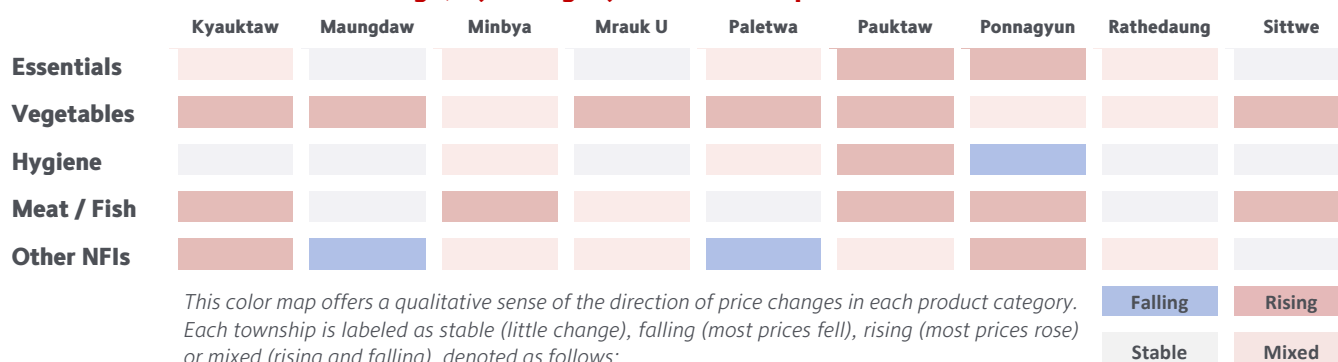 Kyauktaw Maungdaw Minbya Mrauk U Paletwa Pauktaw Ponnagyun Rathedaung Sittwe
Essentials
Vegetables
Hygiene
Meat / Fish
Other NFIs
This color map offers a qualitative sense of the direction of price changes in each product category.
Each township is labeled as stable (little change), falling (most prices fell), rising (most prices rose)
or mixed (rising and falling), denoted as follows:
Falling Rising
Stable Mixed